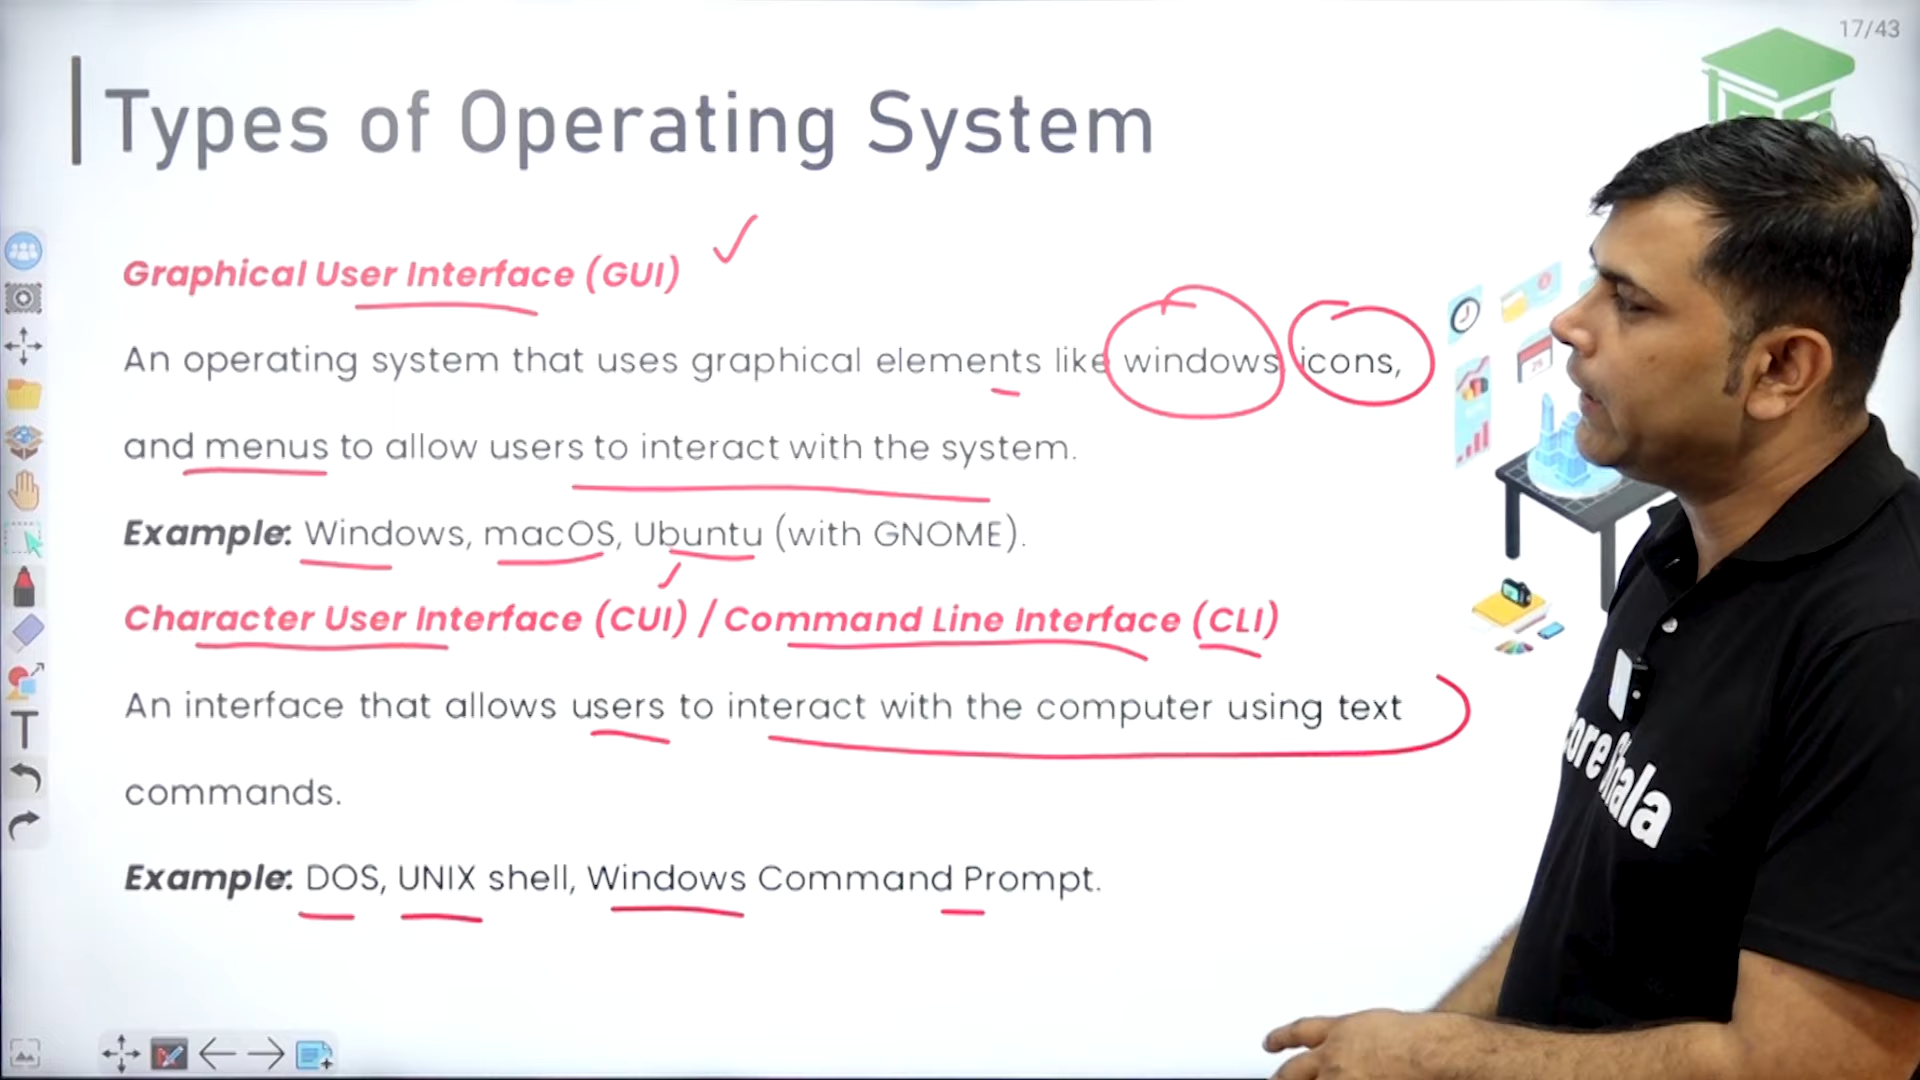 17/43
Types of Operating System
Graphical User Interface (GUI)
An operating system that uses graphical elements like windows icons,
and menus to allow users to interact with the system.
Example: Windows, macOS, Ubuntu (with GNOME).
Character User Interface (CUI) / Command Line Interface (CLI)
An interface that allows users to interact with the computer using text
commands.
Example: DOS, UNIX shell, Windows Command Prompt.